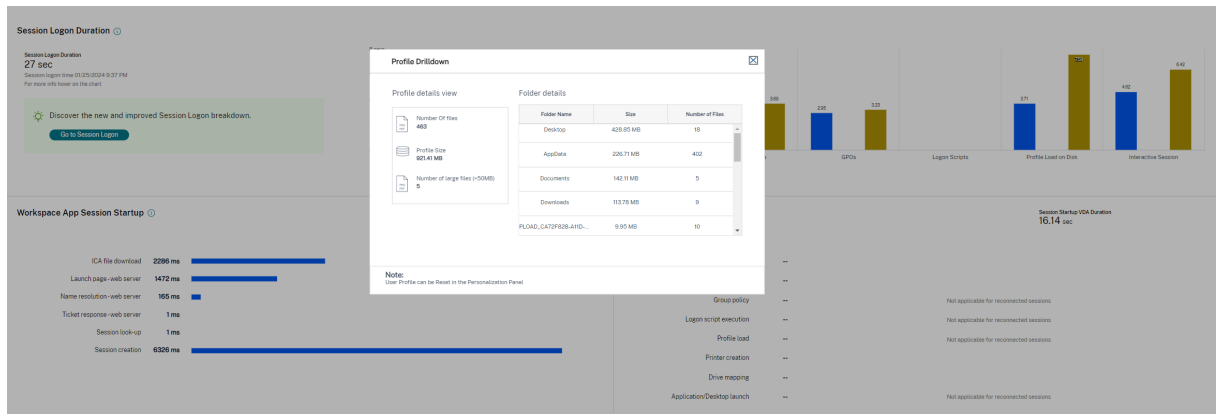 Session Logon Duration
Session Logon Duration
27 sec
Session logon time 01/25/2024 9:37 PM
For more info hover on the chart
Discover the new and improved Session Logon breakdown.
Go to Session Logon
Profile Drilldown
Profile details view
Number Of files
463
Profile Size
921.41 MB
Number of large files (>50MB)
5
Folder details
Folder Name Size Number of Files
Desktop 428.85 MB 18
AppData 226.71 MB 402
Documents 142.11 MB 5
Downloads 113.78 MB 9
PLOAD_CA72F828-A11D-... 9.95 MB 10
Note:
User Profile can be Reset in the Personalization Panel
2.95 3.23 3.71 4.92 6.42
GPOs Logon Scripts Profile Load on Disk Interactive Session
Workspace App Session Startup
ICA file download 2286 ms
Launch page-web server 1472 ms
Name resolution-web server 165 ms
Ticket response-web server 1 ms
Session look-up 1 ms
Session creation 6326 ms
Session Startup VDA Duration
16.14 sec
--
--
Group policy -- Not applicable for reconnected sessions
Logon script execution -- Not applicable for reconnected sessions
Profile load -- Not applicable for reconnected sessions
Printer creation --
Drive mapping --
Application/Desktop launch -- Not applicable for reconnected sessions